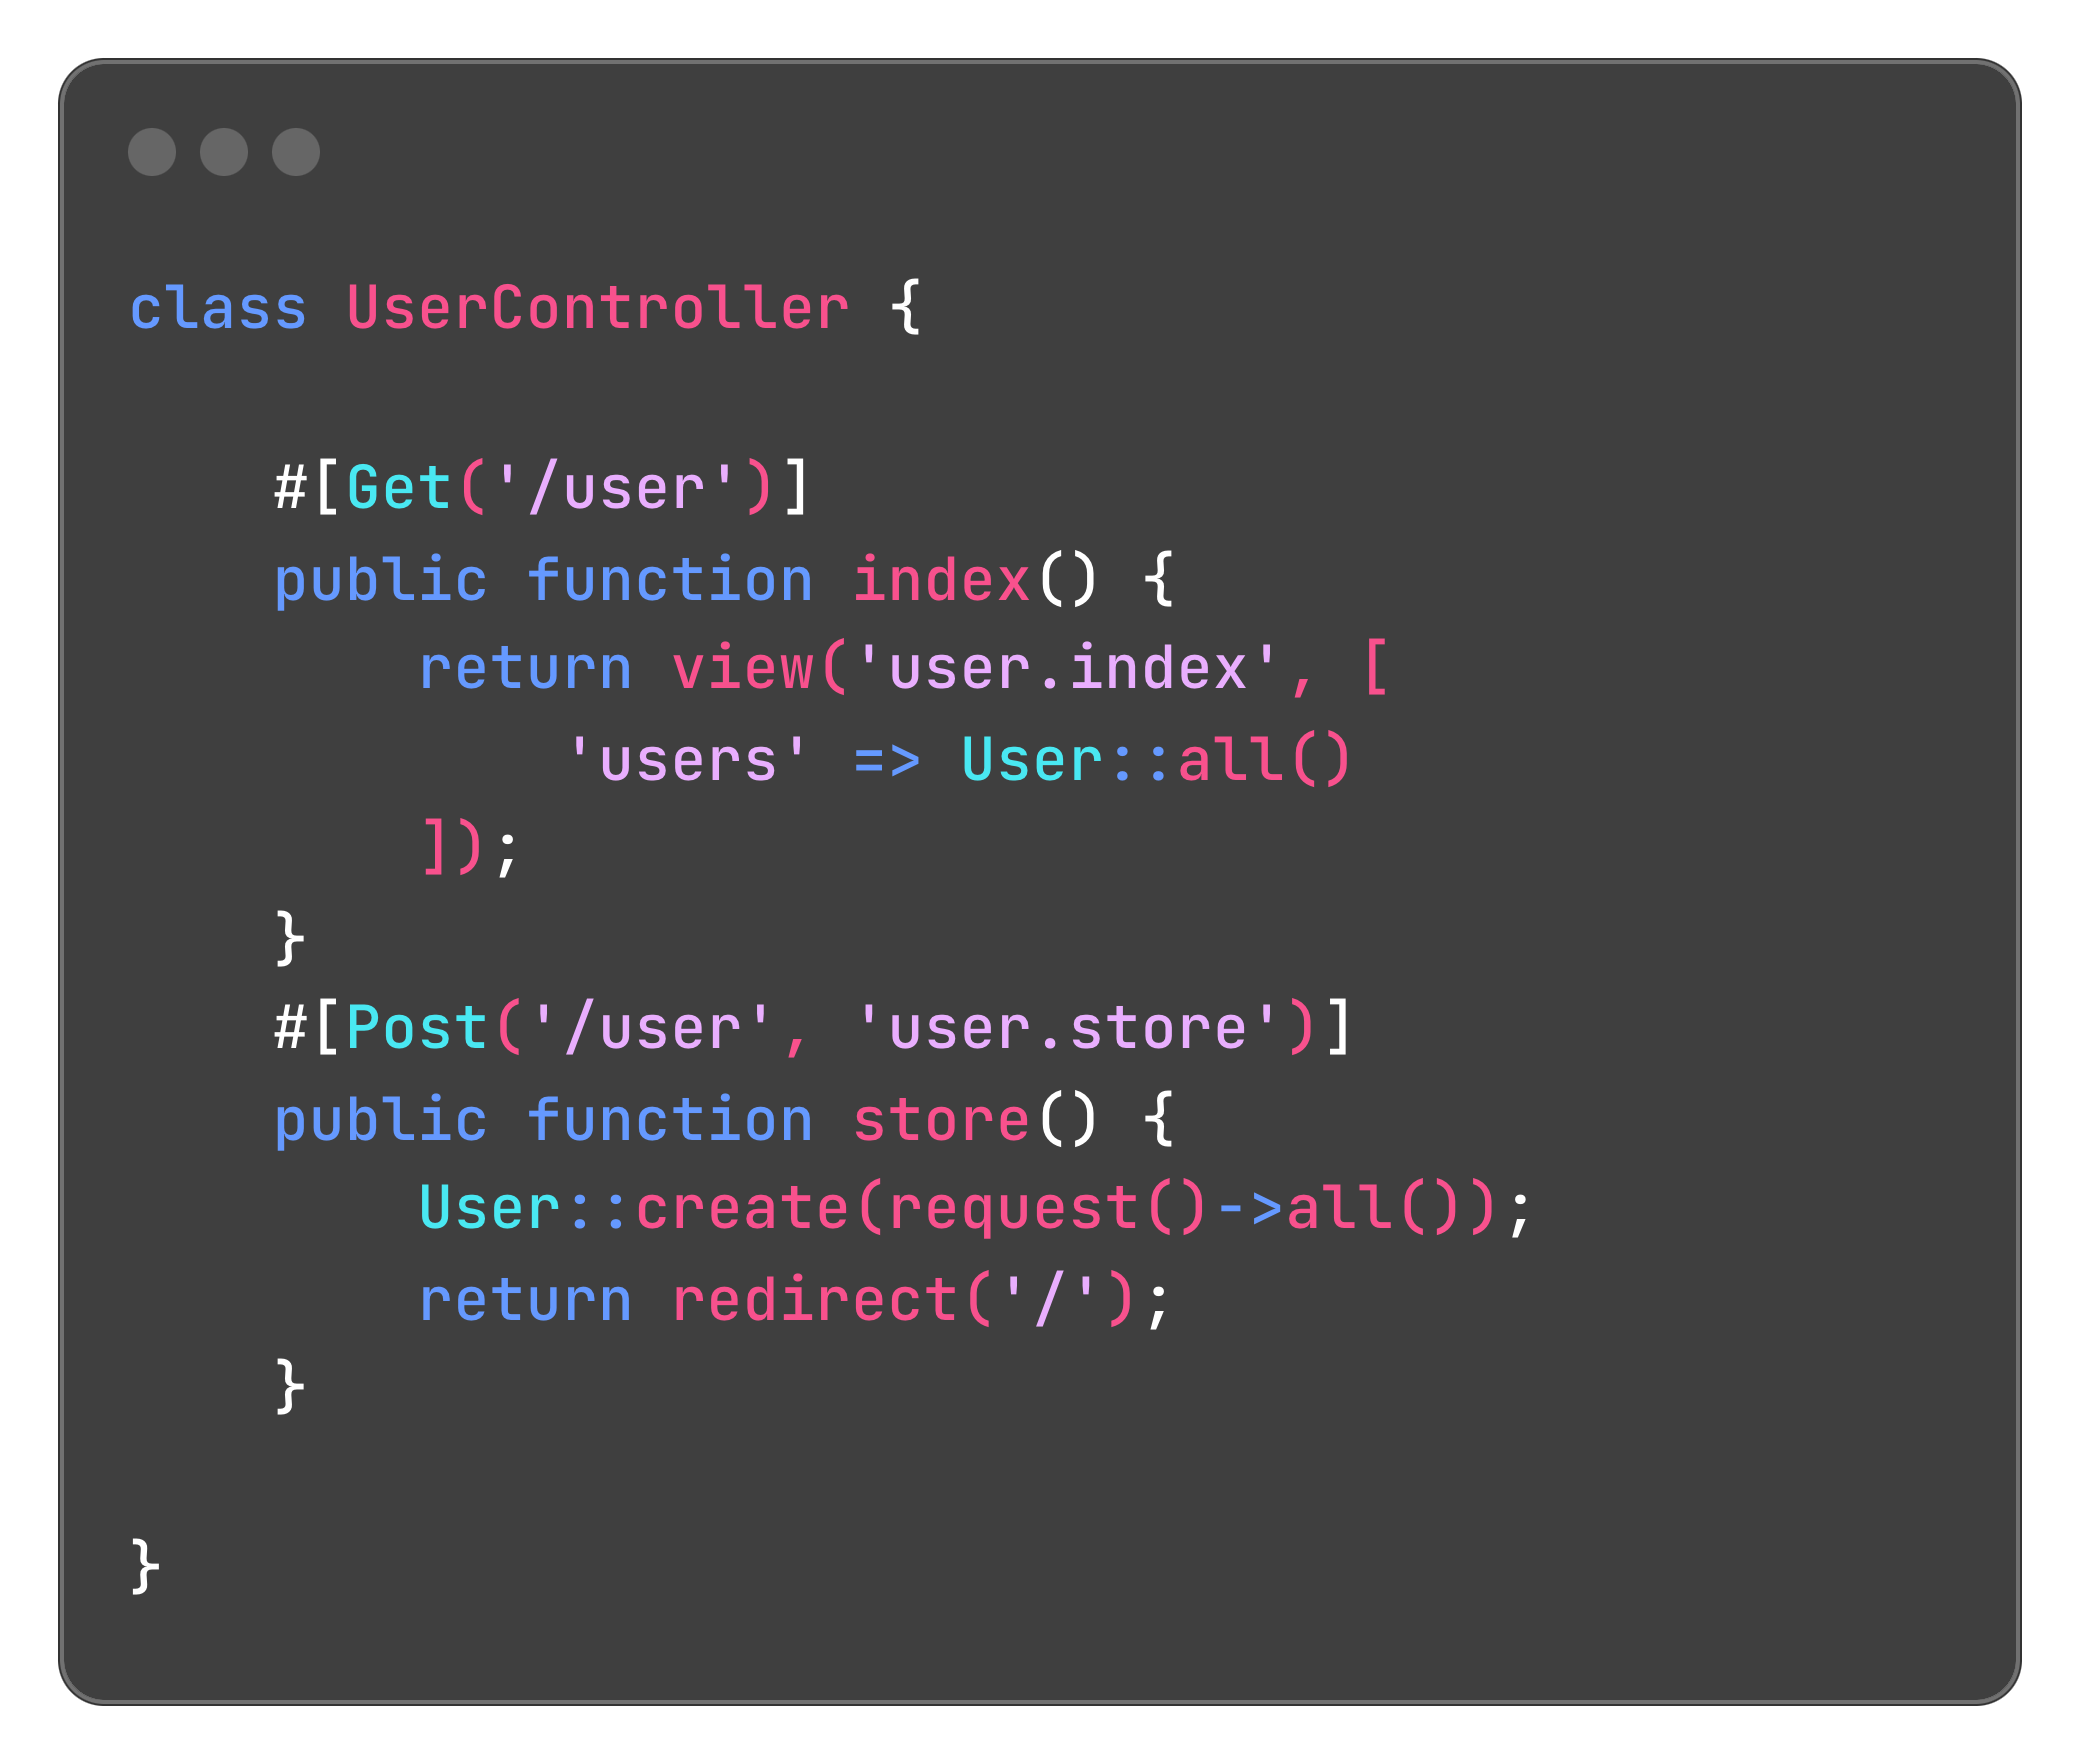 class UserController {
    #[Get('/user')]
    public function index() {
        return view('user.index', [
            'users' => User::all()
        ]);
    }
    #[Post('/user', 'user.store')]
    public function store() {
        User::create(request()->all());
        return redirect('/');
    }
}